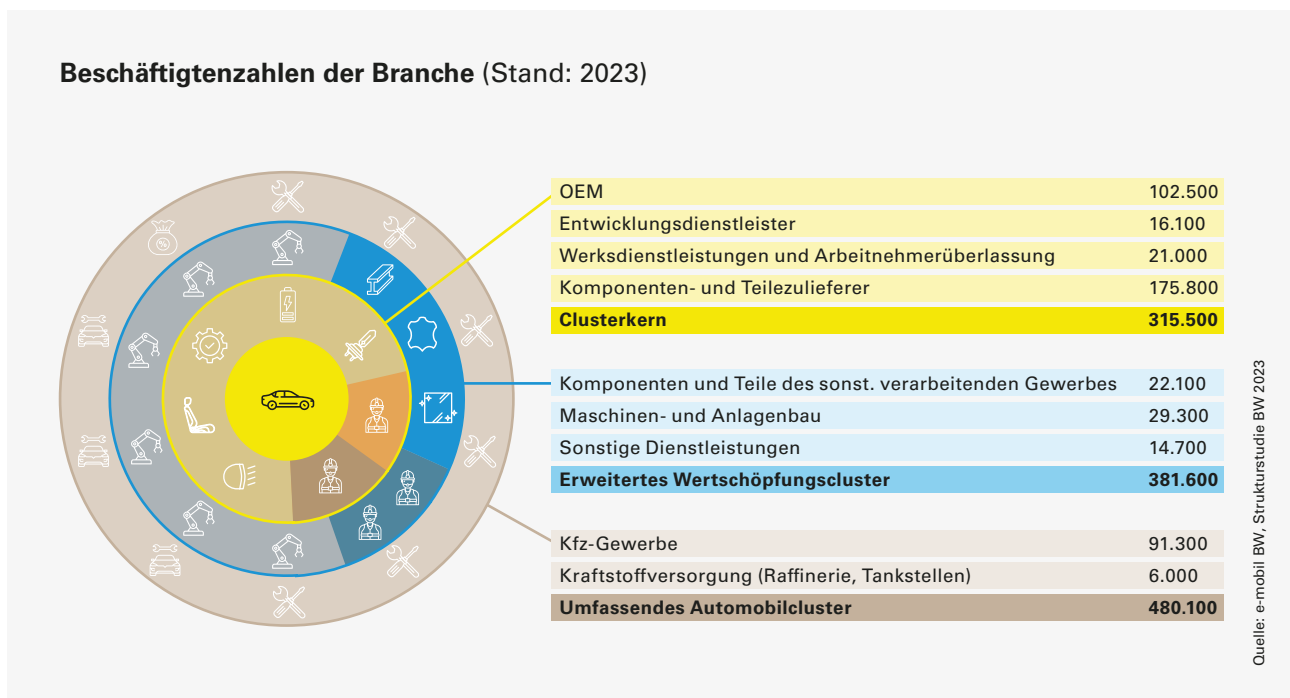 Beschäftigtenzahlen der Branche (Stand: 2023)
OEM 102.500
Entwicklungsdienstleister 16.100
Werksdienstleistungen und Arbeitnehmerüberlassung 21.000
Komponenten- und Teilezulieferer 175.800
Clusterkern 315.500
Komponenten und Teile des sonst. verarbeitenden Gewerbes 22.100
Maschinen- und Anlagenbau 29.300
Sonstige Dienstleistungen 14.700
Erweitertes Wertschöpfungscluster 381.600
Kfz-Gewerbe 91.300
Kraftstoffversorgung (Raffinerie, Tankstellen) 6.000
Umfassendes Automobilcluster 480.100
Quelle: e-mobil BW, Strukturstudie BW 2023
%